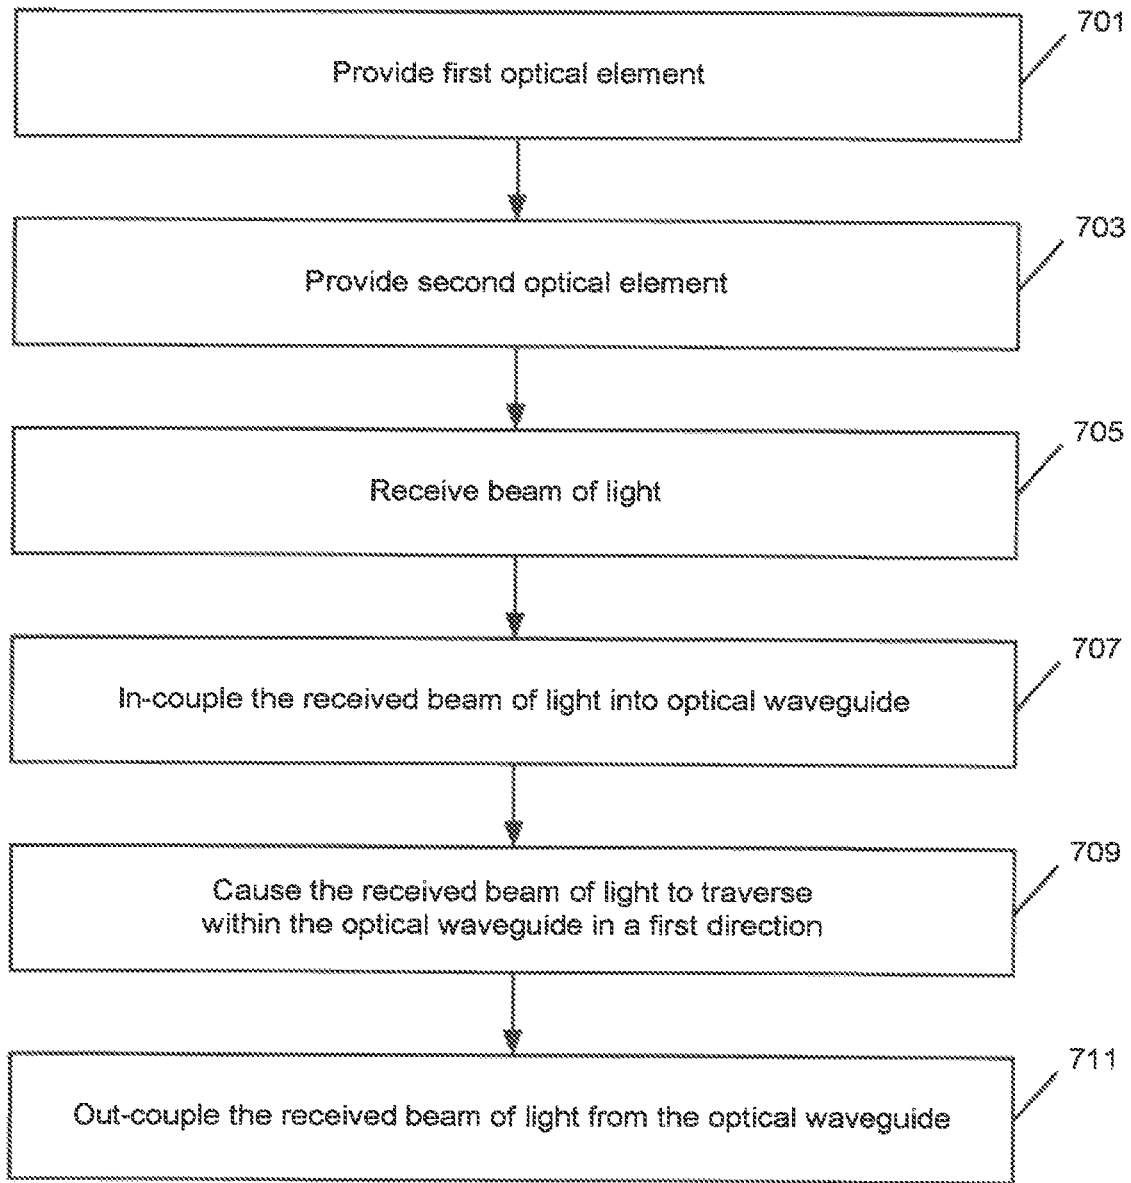 701
Provide first optical element
703
Provide second optical element
705
Receive beam of light
707
In-couple the received beam of light into optical waveguide
709
Cause the received beam of light to traverse
within the optical waveguide in a first direction
711
Out-couple the received beam of light from the optical waveguide